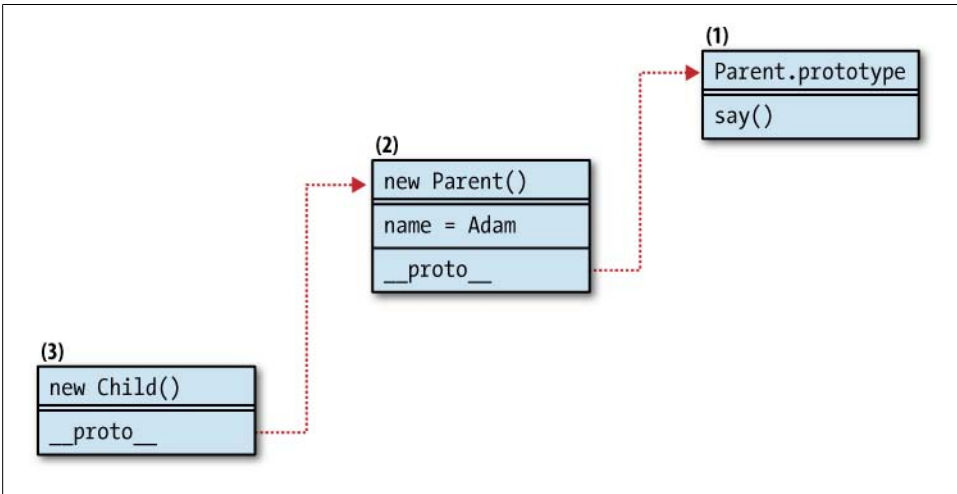 (1)
Parent.prototype
say()
(2)
new Parent()
name = Adam
__proto__
(3)
new Child()
__proto__